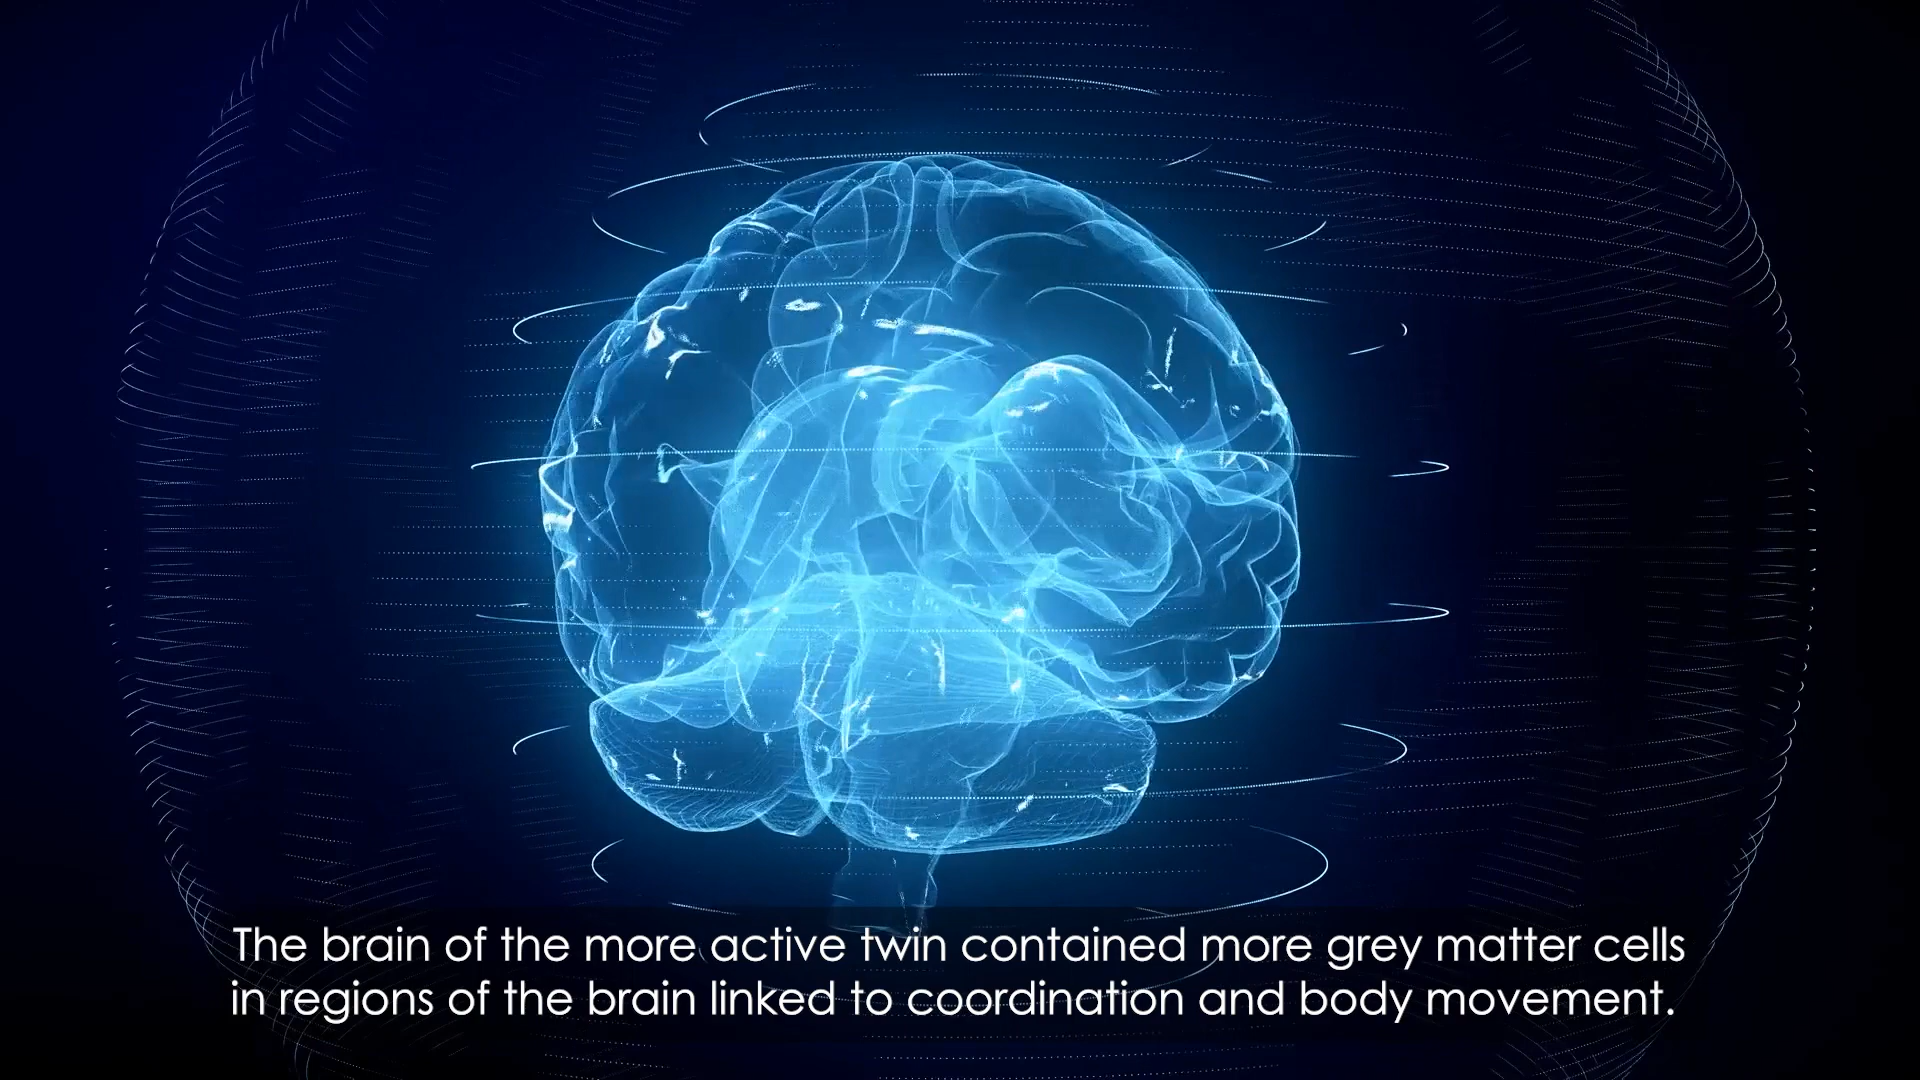 The brain of the more active twin contained more grey matter cells
in regions of the brain linked to coordination and body movement.